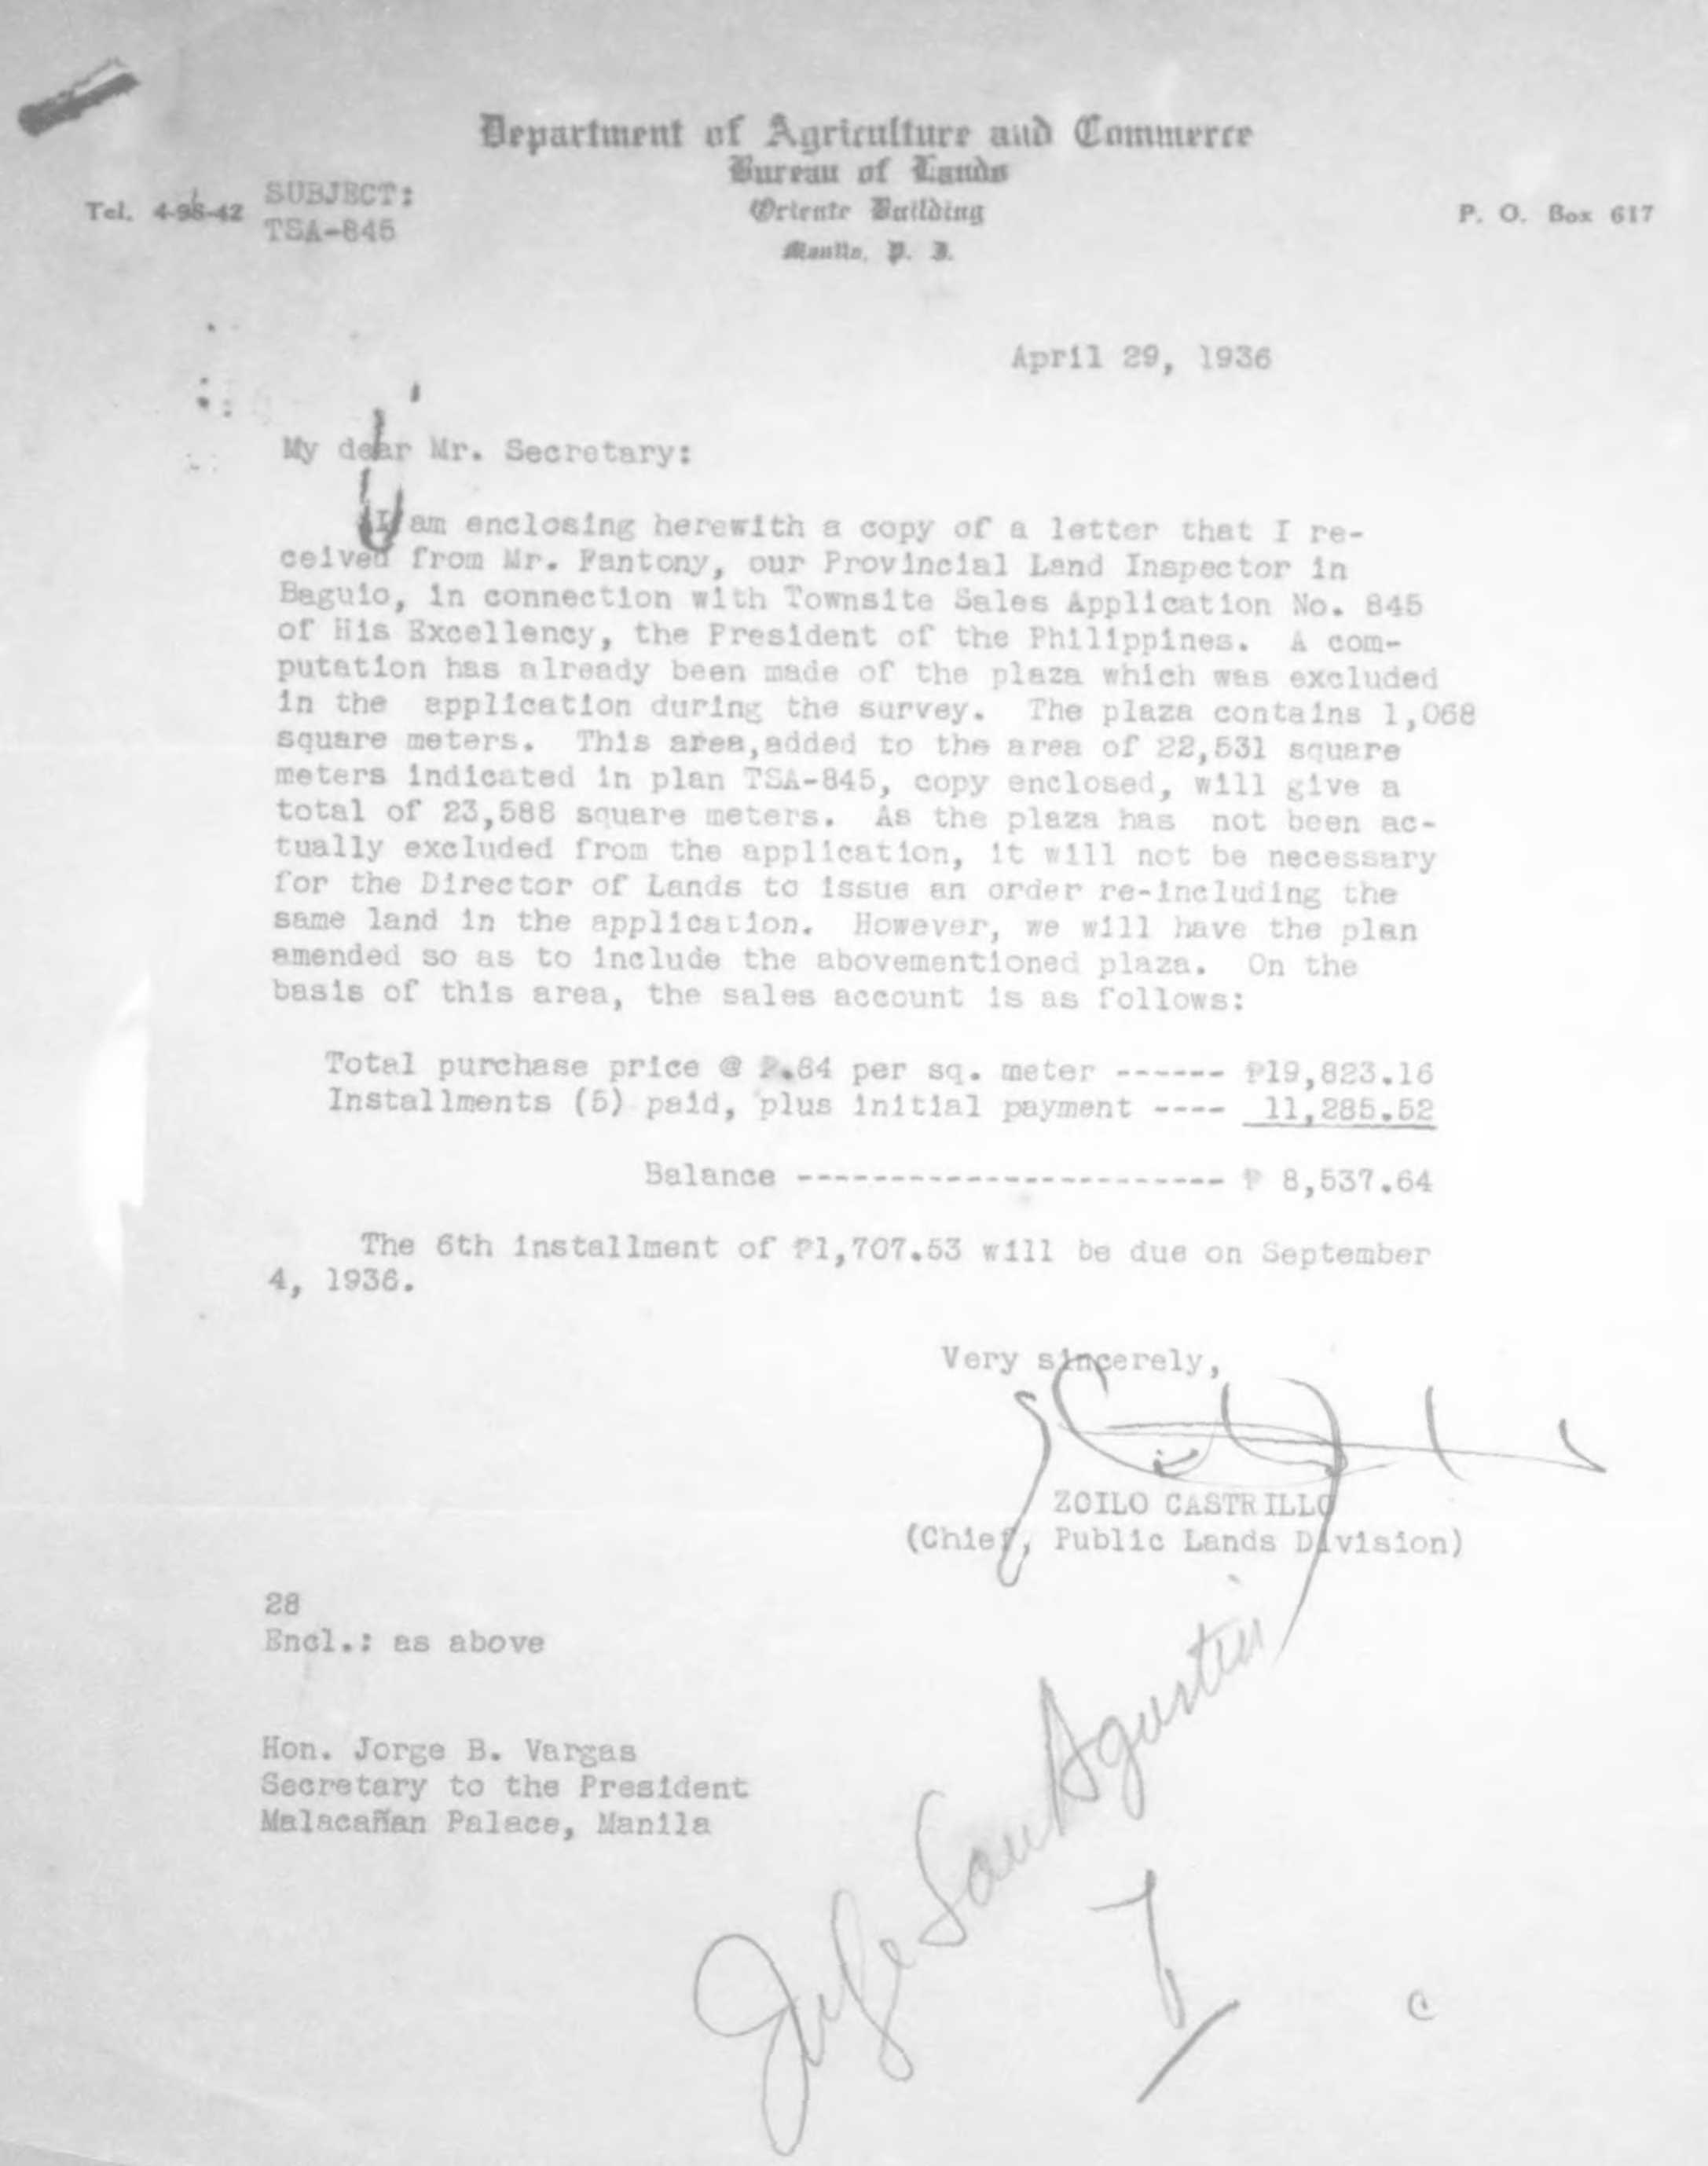 Department of Agriculture and Commerce
Bureau of Lands
Oriente Building
Manila, P. I.
Tel. 4-98-42
SUBJECT:
TSA-845
P. O. Box 617
April 29, 1936
My dear Mr. Secretary:
I am enclosing herewith a copy of a letter that I re-
ceived from Mr. Fantony, our Provincial Land Inspector in
Baguio, in connection with Townsite Sales Application No. 845
of His Excellency, the President of the Philippines. A com-
putation has already been made of the plaza which was excluded
in the application during the survey. The plaza contains 1,068
square meters. This area,added to the area of 22,531 square
meters indicated in plan TSA-845, copy enclosed, will give a
total of 23,588 square meters. As the plaza has not been ac-
tually excluded from the application, it will not be necessary
for the Director of Lands to issue an order re-including the
same land in the application. However, we will have the plan
amended so as to include the abovementioned plaza. On the
basis of this area, the sales account is as follows:
Total purchase price @ ₱.84 per sq. meter ------ ₱19,823.16
Installments (5) paid, plus initial payment ---- 11,285.52
Balance ----------------------- ₱ 8,537.64
The 6th installment of ₱1,707.53 will be due on September
4, 1936.
Very sincerely,
ZOILO CASTRILLO
(Chief, Public Lands Division)
28
Encl.: as above
Hon. Jorge B. Vargas
Secretary to the President
Malacañan Palace, Manila
San Agustin